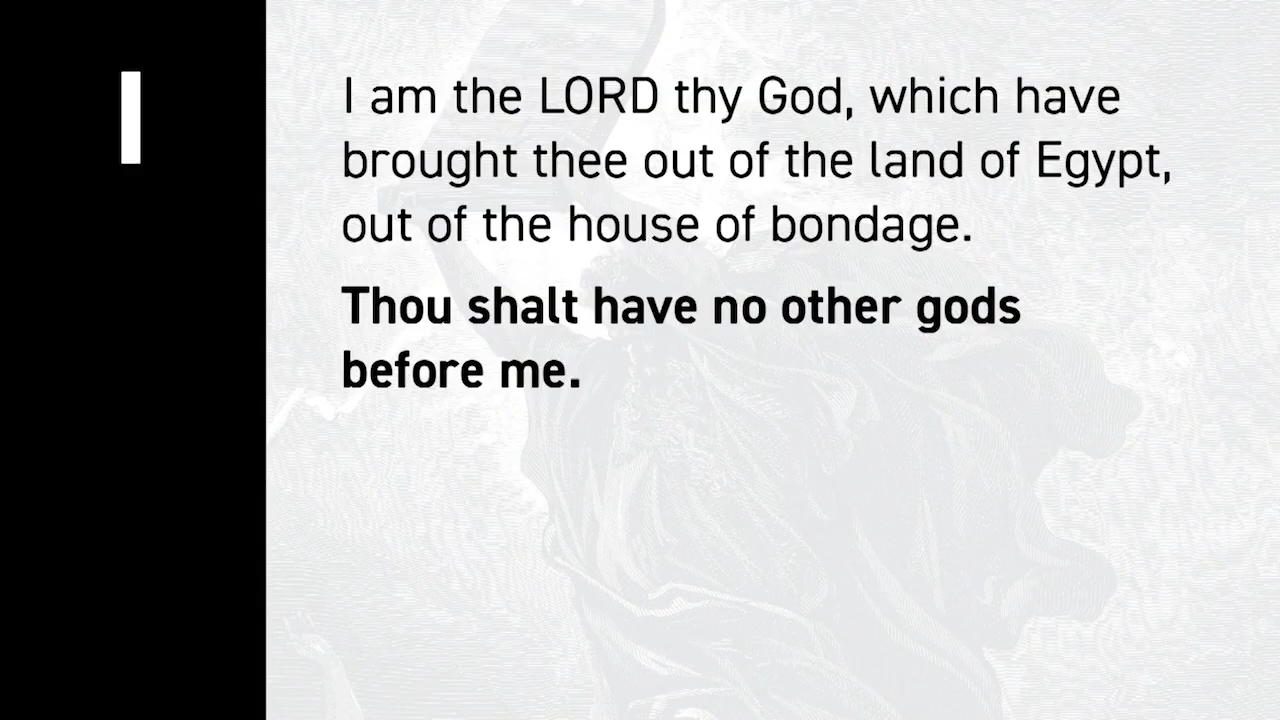 I
I am the LORD thy God, which have
brought thee out of the land of Egypt,
out of the house of bondage.
Thou shalt have no other gods
before me.